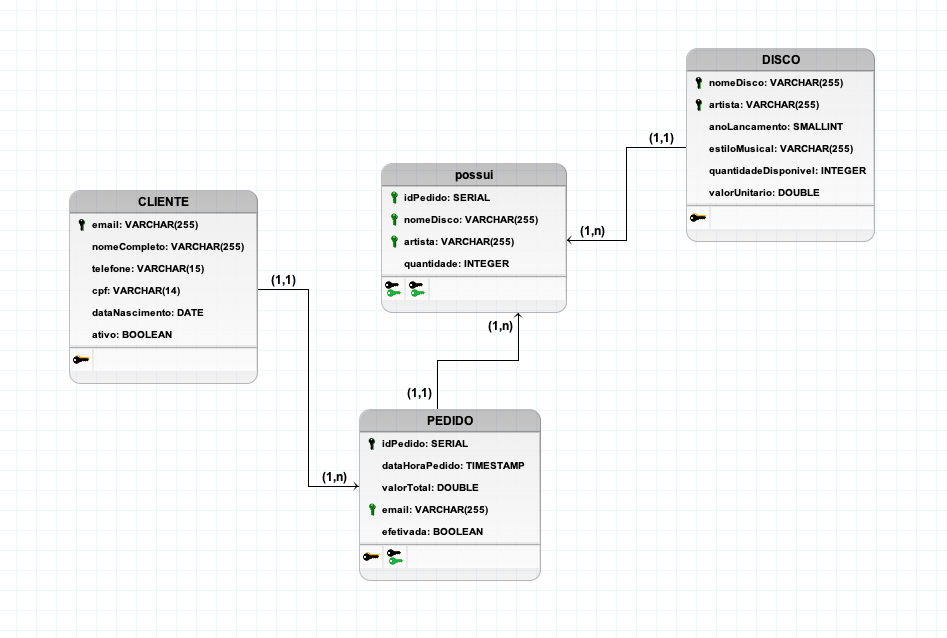 DISCO
nomeDisco: VARCHAR(255)
artista: VARCHAR(255)
anoLancamento: SMALLINT
estiloMusical: VARCHAR(255)
quantidadeDisponivel: INTEGER
valorUnitario: DOUBLE
(1,1)
(1,n)
possui
idPedido: SERIAL
nomeDisco: VARCHAR(255)
artista: VARCHAR(255)
quantidade: INTEGER
(1,n)
(1,1)
CLIENTE
email: VARCHAR(255)
nomeCompleto: VARCHAR(255)
telefone: VARCHAR(15)
cpf: VARCHAR(14)
dataNascimento: DATE
ativo: BOOLEAN
(1,1)
(1,n)
PEDIDO
idPedido: SERIAL
dataHoraPedido: TIMESTAMP
valorTotal: DOUBLE
email: VARCHAR(255)
efetivada: BOOLEAN